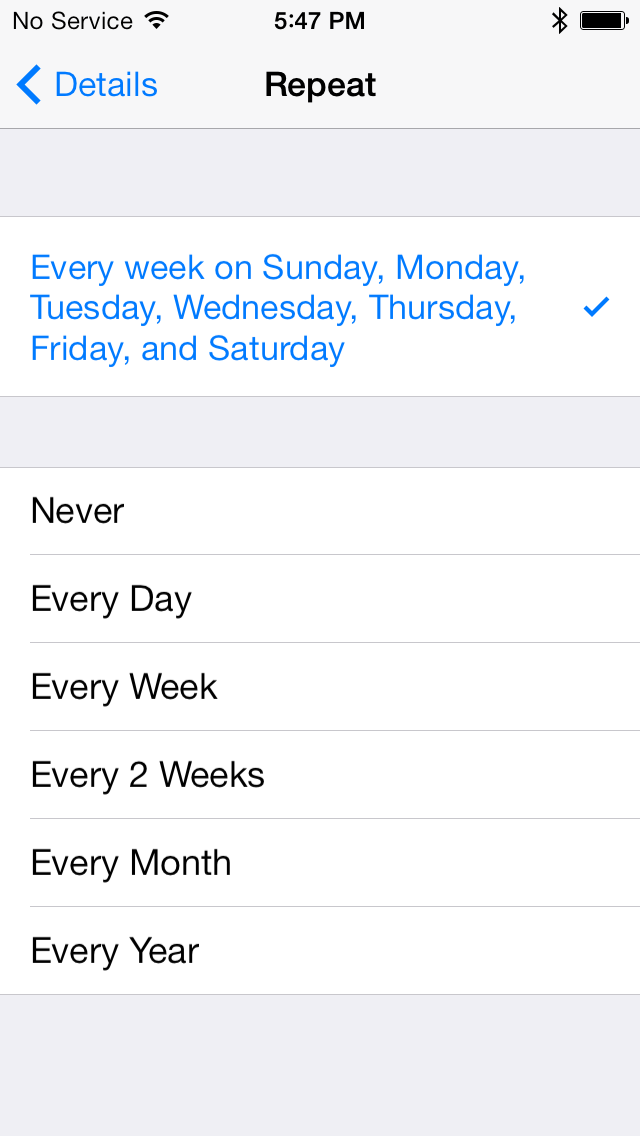 No Service 5:47 PM
Details Repeat
Every week on Sunday, Monday,
Tuesday, Wednesday, Thursday,
Friday, and Saturday
Never
Every Day
Every Week
Every 2 Weeks
Every Month
Every Year